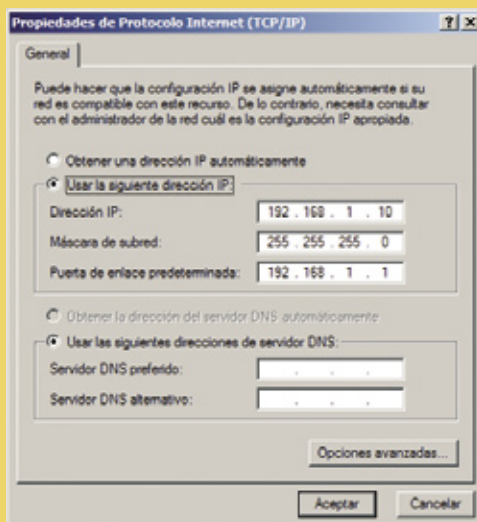 Propiedades de Protocolo Internet (TCP/IP)
General
Puede hacer que la configuración IP se asigne automáticamente si su
red es compatible con este recurso. De lo contrario, necesita consultar
con el administrador de la red cuál es la configuración IP apropiada.
Obtener una dirección IP automáticamente
Usar la siguiente dirección IP:
Dirección IP: 192 . 168 . 1 . 10
Máscara de subred: 255 . 255 . 255 . 0
Puerta de enlace predeterminada: 192 . 168 . 1 . 1
Obtener la dirección del servidor DNS automáticamente
Usar las siguientes direcciones de servidor DNS:
Servidor DNS preferido: . . .
Servidor DNS alternativo: . . .
Opciones avanzadas...
Aceptar Cancelar